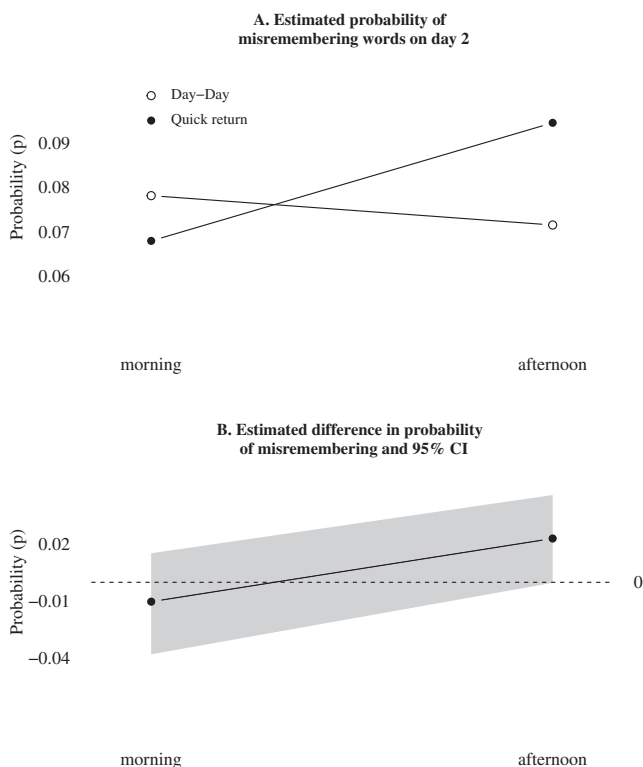 A. Estimated probability of
misremembering words on day 2
Day−Day
Quick return
Probability (p)
0.09
0.08
0.07
0.06
morning
afternoon
B. Estimated difference in probability
of misremembering and 95% CI
Probability (p)
0.02
−0.01
−0.04
0
morning
afternoon